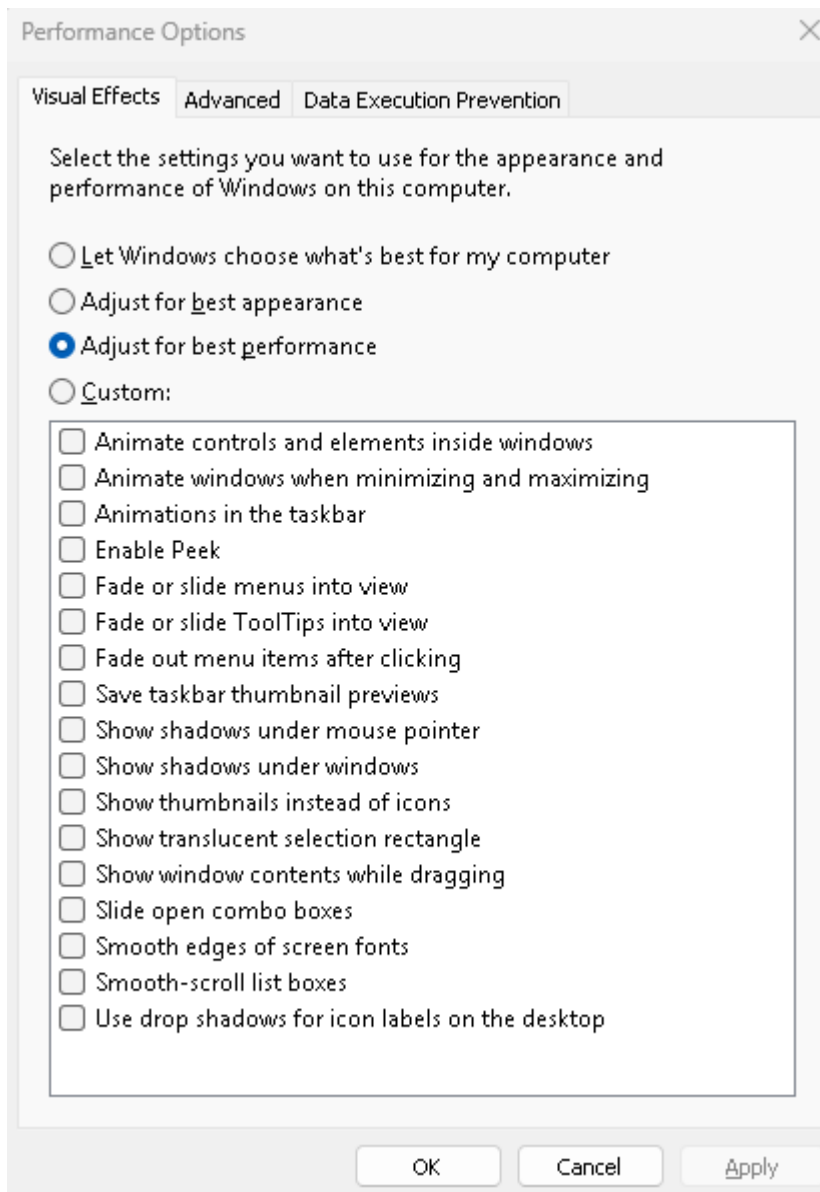 Performance Options
Visual Effects Advanced Data Execution Prevention
Select the settings you want to use for the appearance and
performance of Windows on this computer.
Let Windows choose what's best for my computer
Adjust for best appearance
Adjust for best performance
Custom:
Animate controls and elements inside windows
Animate windows when minimizing and maximizing
Animations in the taskbar
Enable Peek
Fade or slide menus into view
Fade or slide ToolTips into view
Fade out menu items after clicking
Save taskbar thumbnail previews
Show shadows under mouse pointer
Show shadows under windows
Show thumbnails instead of icons
Show translucent selection rectangle
Show window contents while dragging
Slide open combo boxes
Smooth edges of screen fonts
Smooth-scroll list boxes
Use drop shadows for icon labels on the desktop
OK Cancel Apply